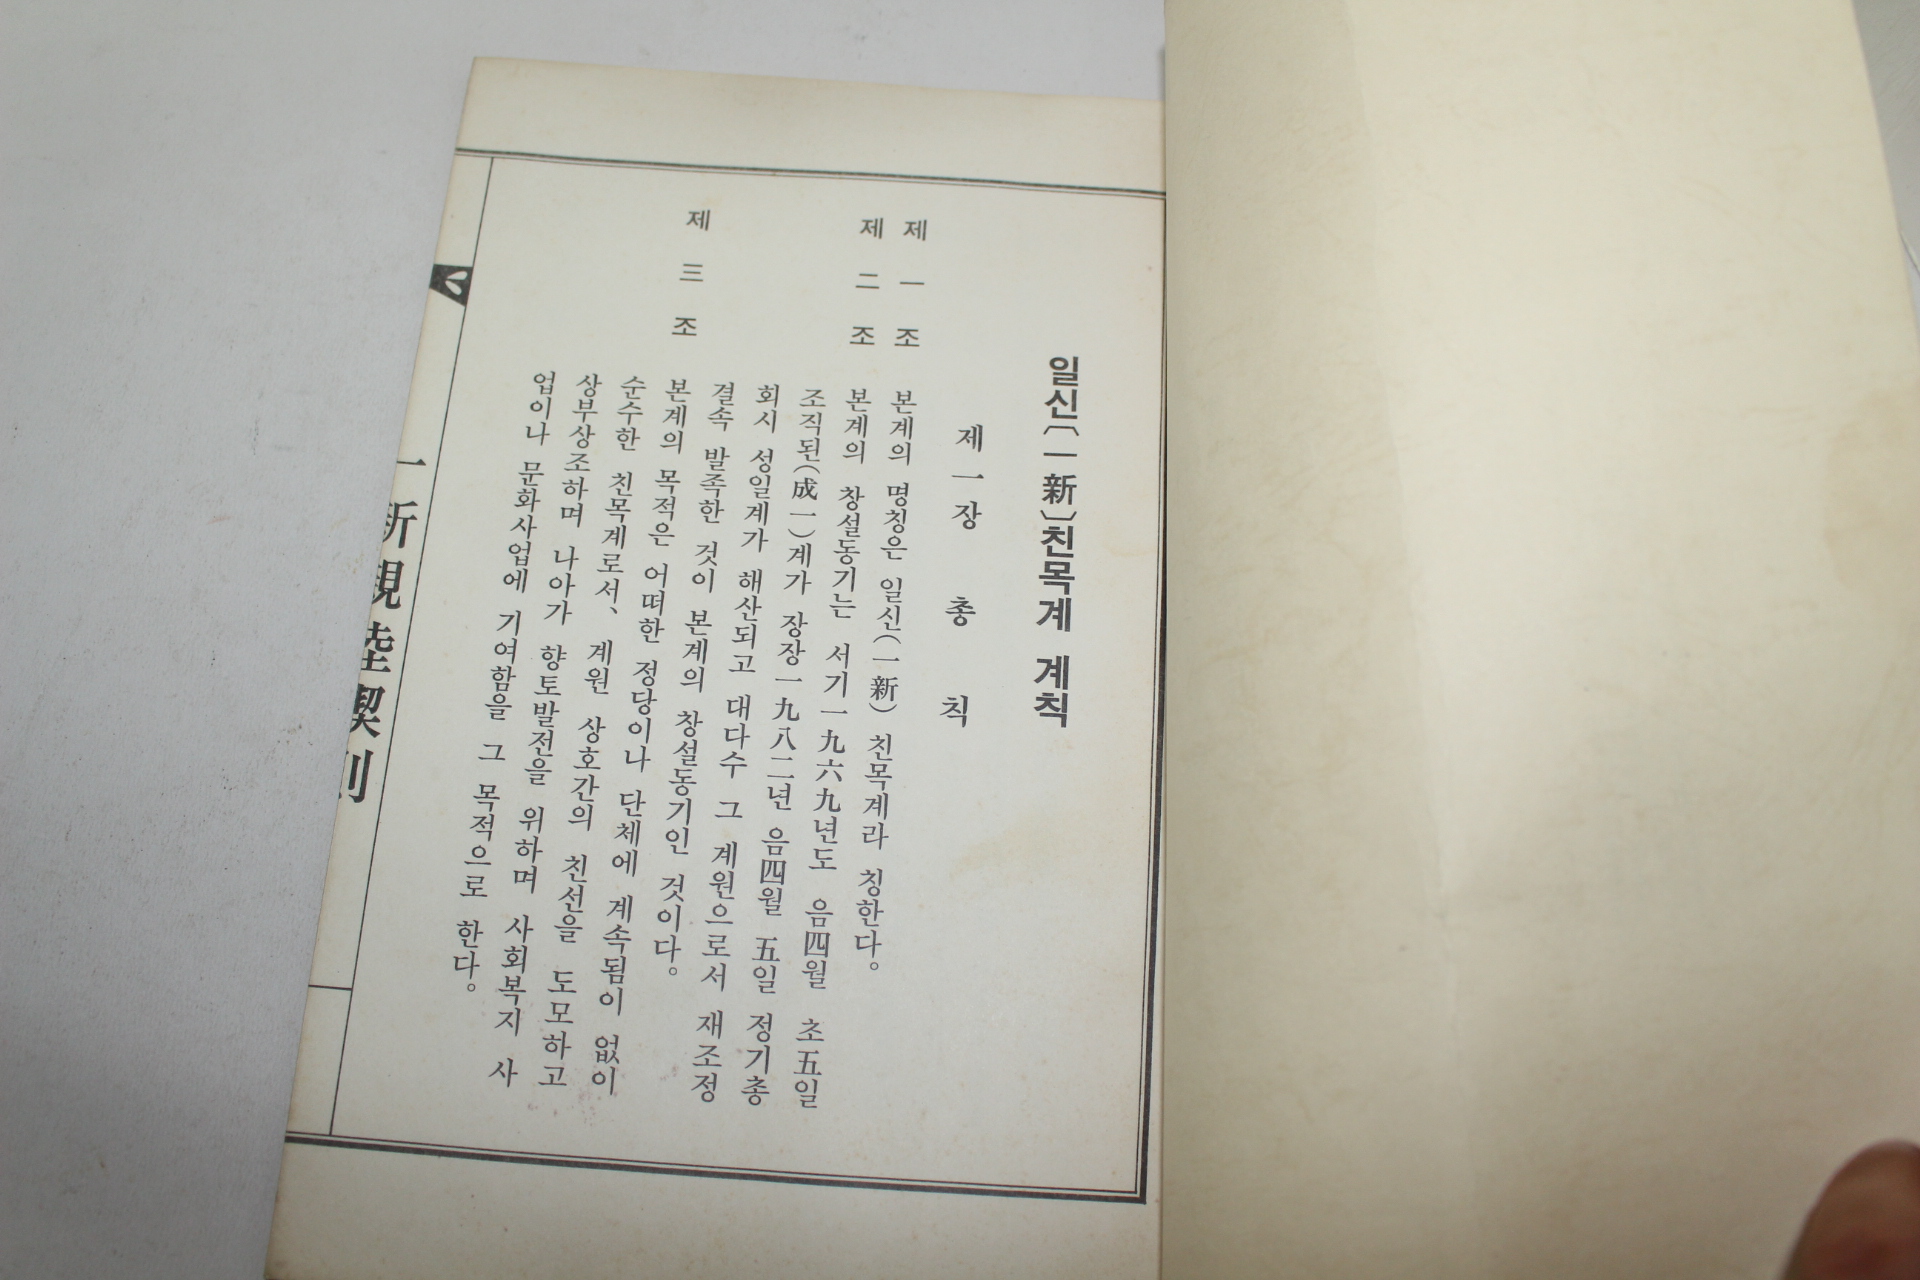 일신〔一新〕친목계 계칙
제一장 총 칙
제 一 조 본계의 명칭은 일신(一新) 친목계라 칭한다。
제 二 조 본계의 창설동기는 서기一九六九년도 음四월 초五일
조직된(成一)계가 장장一九八二년 음四월 五일 정기총
회시 성일계가 해산되고 대다수 그 계원으로서 재조정
결속 발족한 것이 본계의 창설동기인 것이다。
제 三 조 본계의 목적은 어떠한 정당이나 단체에 계속됨이 없이
순수한 친목계로서、 계원 상호간의 친선을 도모하고
상부상조하며 나아가 향토발전을 위하며 사회복지 사
업이나 문화사업에 기여함을 그 목적으로 한다。
一新親睦契則